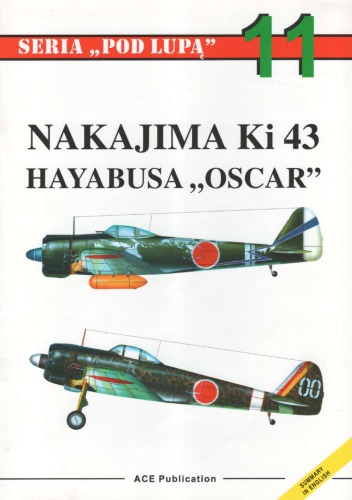 SERIA „POD LUPĄ”
11
NAKAJIMA Ki 43
HAYABUSA „OSCAR”
00
ACE Publication
SUMMARY
IN ENGLISH